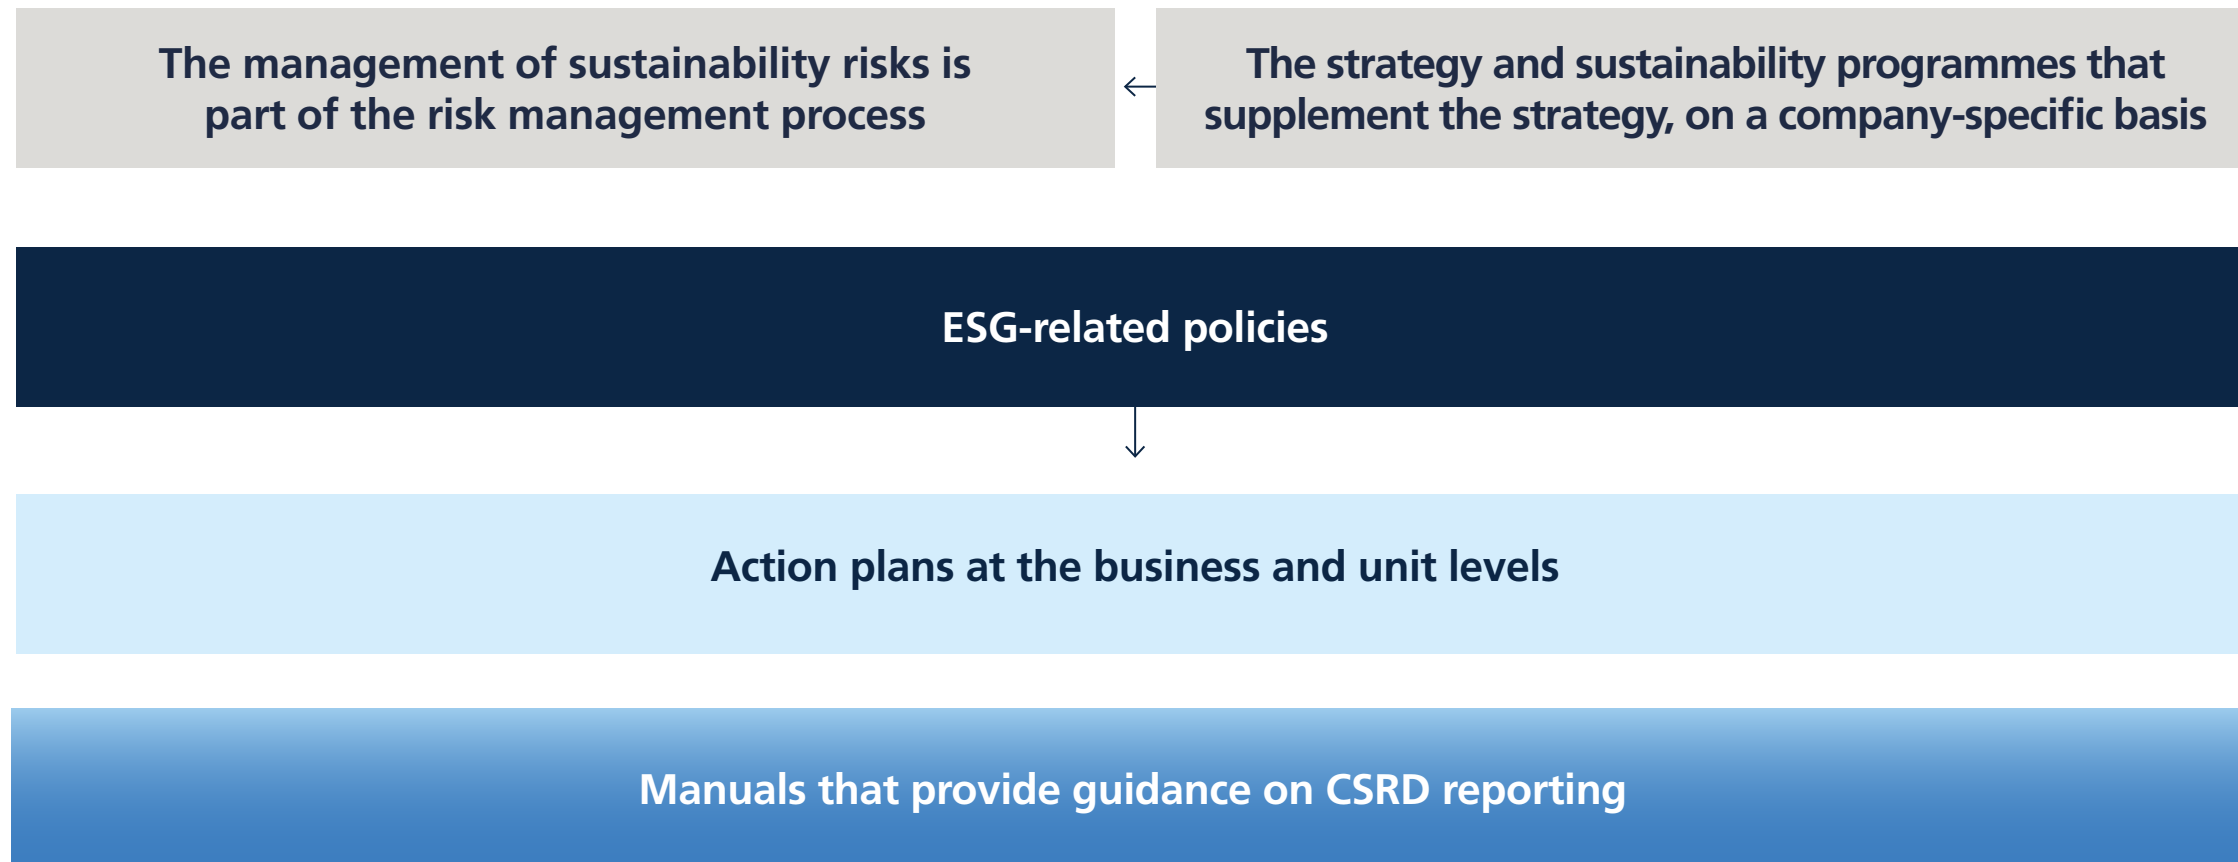 The management of sustainability risks is
part of the risk management process
The strategy and sustainability programmes that
supplement the strategy, on a company-specific basis
ESG-related policies
Action plans at the business and unit levels
Manuals that provide guidance on CSRD reporting